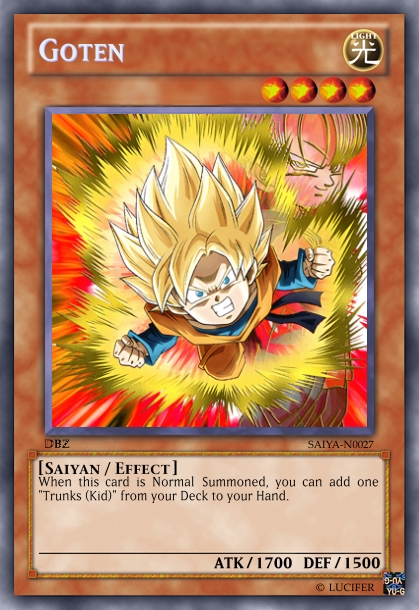 GOTEN
LIGHT
光
DBZ
SAIYA-N0027
[SAIYAN / EFFECT]
When this card is Normal Summoned, you can add one
"Trunks (Kid)" from your Deck to your Hand.
ATK / 1700 DEF / 1500
© LUCIFER